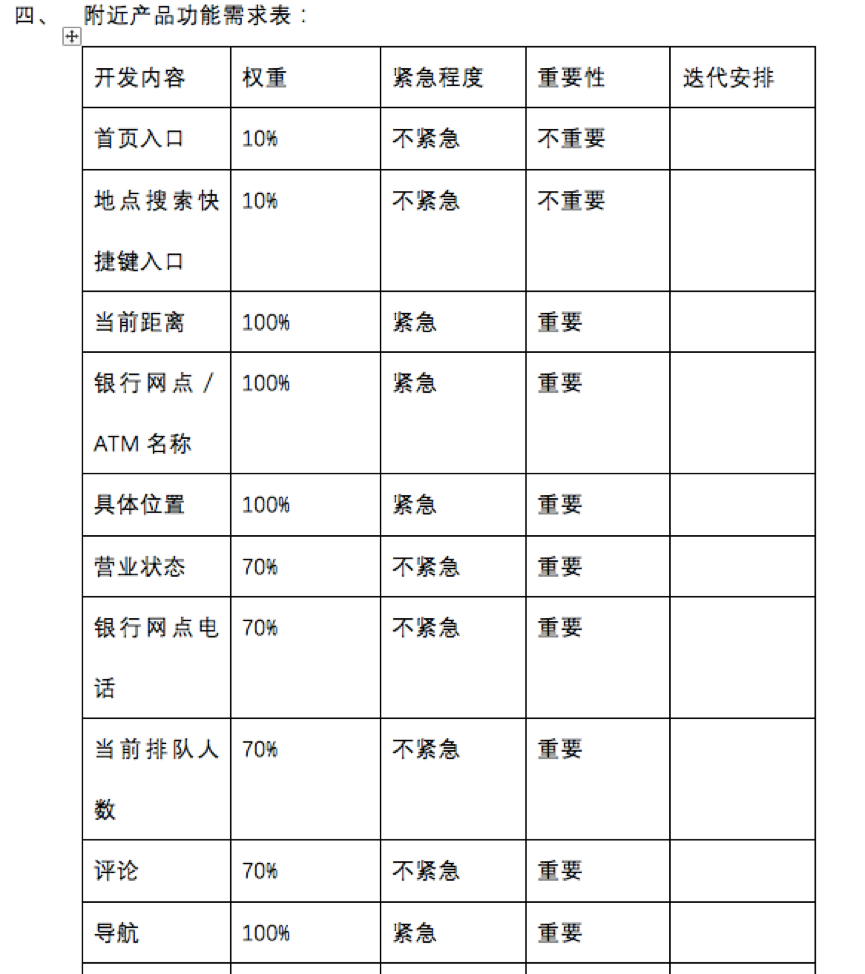 四、 附近产品功能需求表：
开发内容 权重 紧急程度 重要性 迭代安排
首页入口 10% 不紧急 不重要
地点搜索快 10% 不紧急 不重要
捷键入口
当前距离 100% 紧急 重要
银行网点/ 100% 紧急 重要
ATM 名称
具体位置 100% 紧急 重要
营业状态 70% 不紧急 重要
银行网点电 70% 不紧急 重要
话
当前排队人 70% 不紧急 重要
数
评论 70% 不紧急 重要
导航 100% 紧急 重要